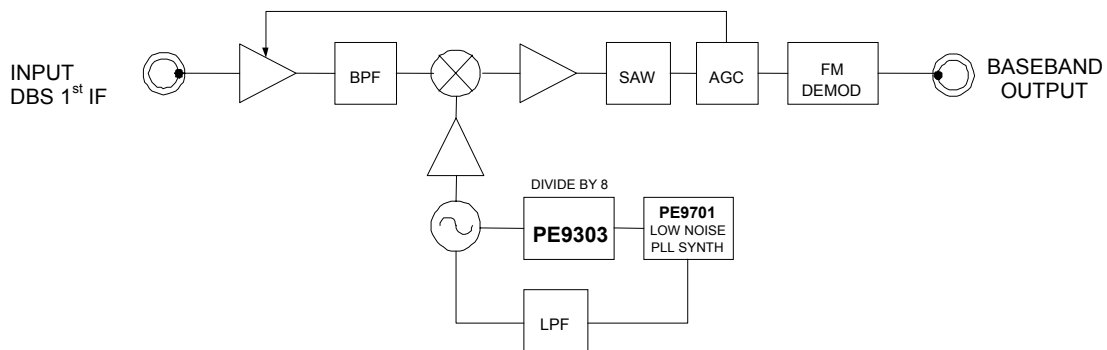 INPUT
DBS 1st IF
BPF
SAW
AGC
FM
DEMOD
BASEBAND
OUTPUT
DIVIDE BY 8
PE9303
PE9701
LOW NOISE
PLL SYNTH
LPF